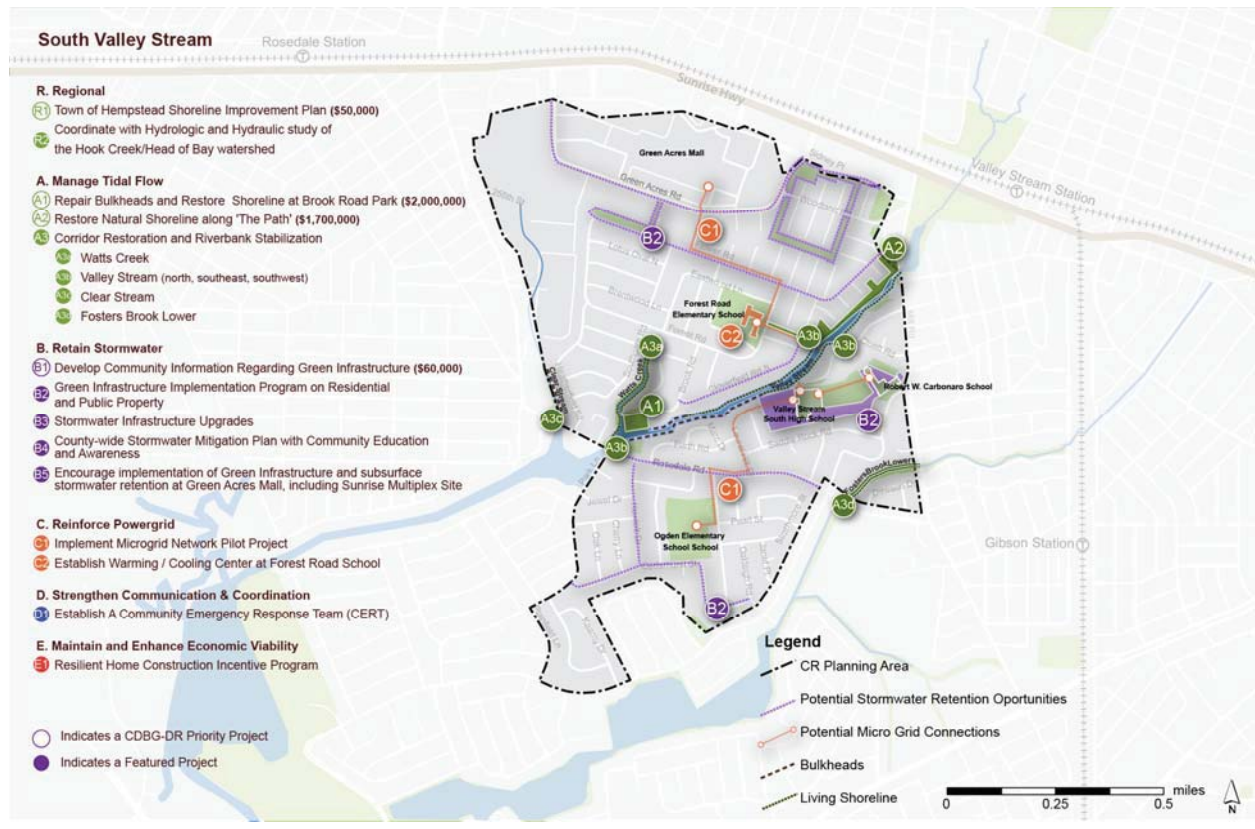 South Valley Stream
Rosedale Station
Sunrise Hwy
Valley Stream Station
Gibson Station
R. Regional
R1 Town of Hempstead Shoreline Improvement Plan ($50,000)
R2 Coordinate with Hydrologic and Hydraulic study of
the Hook Creek/Head of Bay watershed
A. Manage Tidal Flow
A1 Repair Bulkheads and Restore Shoreline at Brook Road Park ($2,000,000)
A2 Restore Natural Shoreline along 'The Path' ($1,700,000)
A3 Corridor Restoration and Riverbank Stabilization
A3a Watts Creek
A3b Valley Stream (north, southeast, southwest)
A3c Clear Stream
A3d Fosters Brook Lower
B. Retain Stormwater
B1 Develop Community Information Regarding Green Infrastructure ($60,000)
B2 Green Infrastructure Implementation Program on Residential
and Public Property
B3 Stormwater Infrastructure Upgrades
B4 County-wide Stormwater Mitigation Plan with Community Education
and Awareness
B5 Encourage implementation of Green Infrastructure and subsurface
stormwater retention at Green Acres Mall, including Sunrise Multiplex Site
C. Reinforce Powergrid
C1 Implement Microgrid Network Pilot Project
C2 Establish Warming / Cooling Center at Forest Road School
D. Strengthen Communication & Coordination
D1 Establish A Community Emergency Response Team (CERT)
E. Maintain and Enhance Economic Viability
E1 Resilient Home Construction Incentive Program
Indicates a CDBG-DR Priority Project
Indicates a Featured Project
Green Acres Mall
Green Acres Rd
B2
C1
A2
Forest Road
Elementary School
C2
A3b
A3b
A3a
Watts Creek
A1
A3c
A3b
Robert W. Carbonaro School
Valley Stream
South High School
B2
Rosedale Rd
C1
FostersBrookLower
A3d
Ogden Elementary
School School
B2
Legend
CR Planning Area
Potential Stormwater Retention Oportunities
Potential Micro Grid Connections
Bulkheads
Living Shoreline
0 0.25 0.5 miles
N